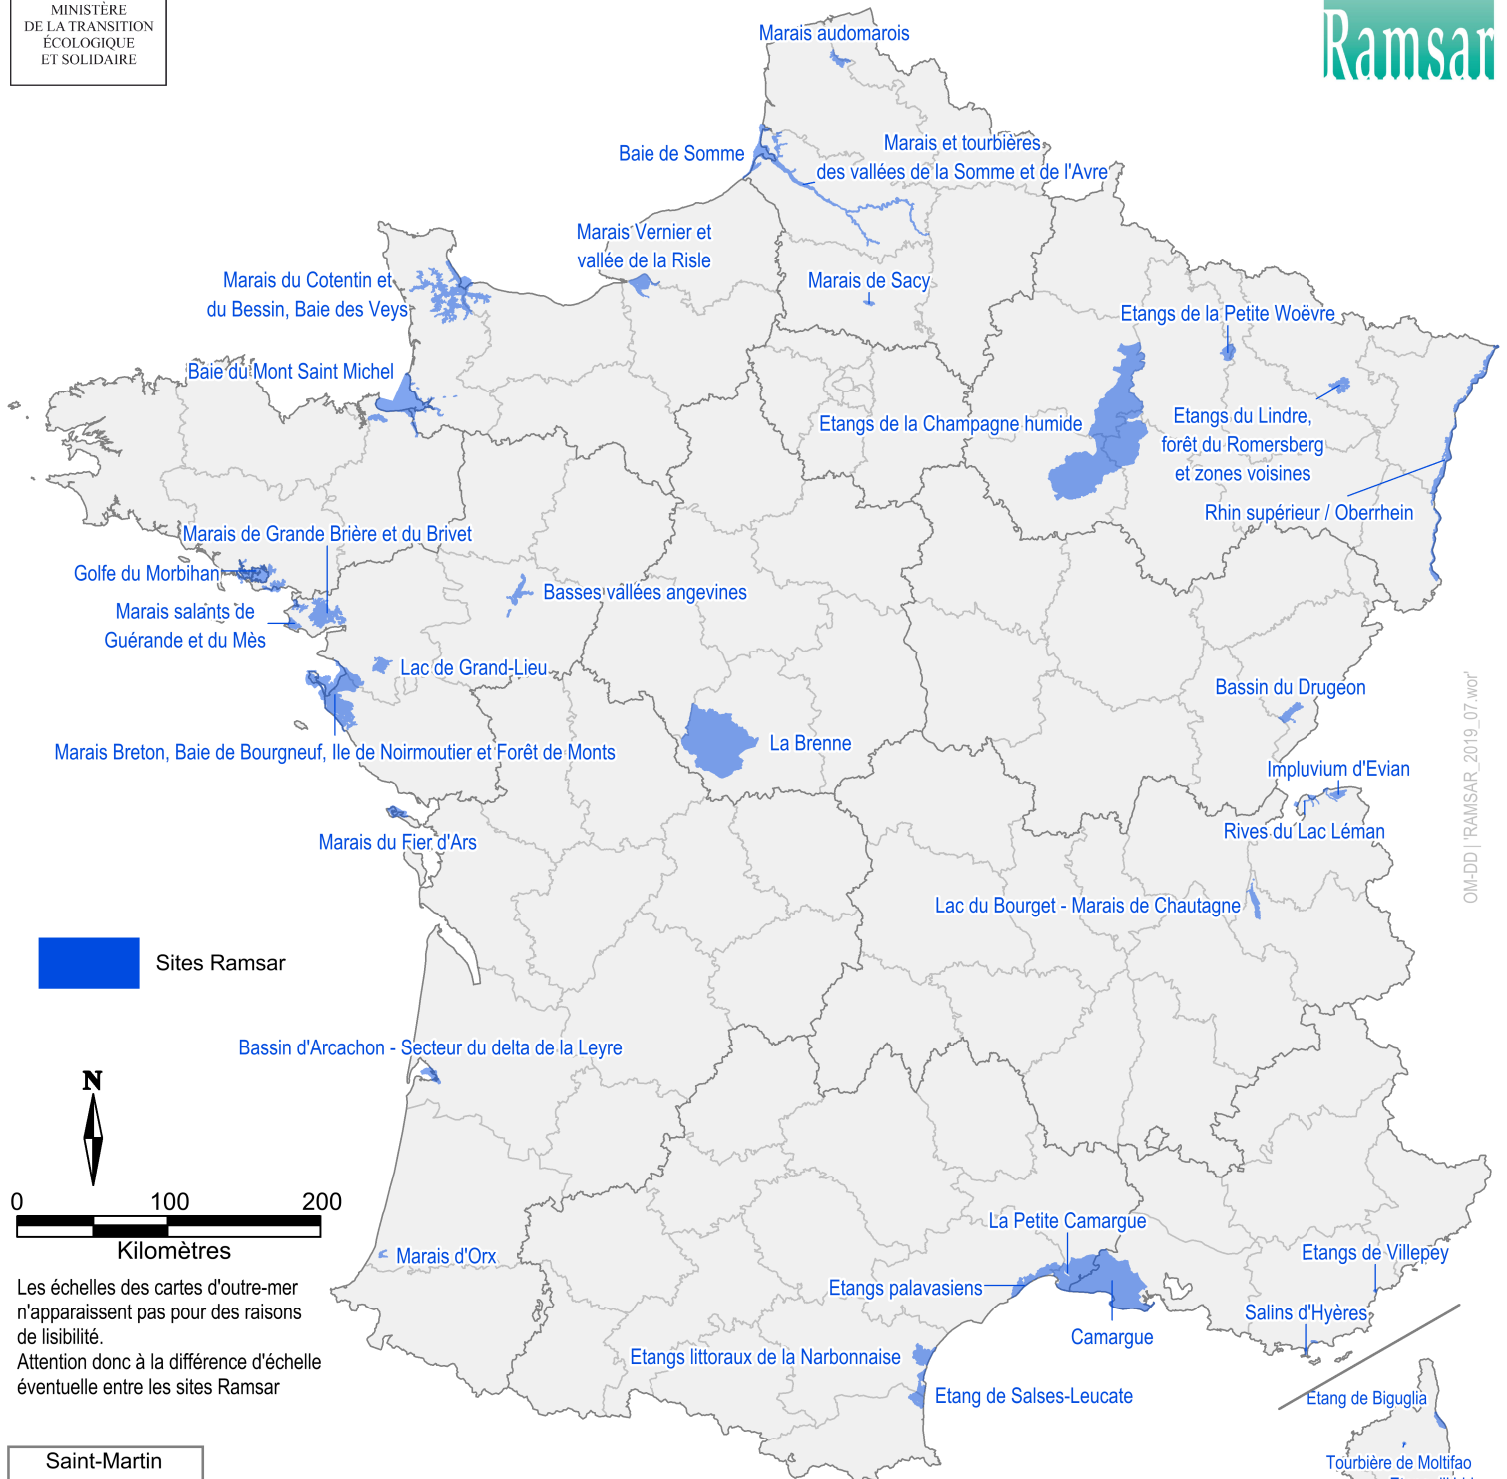 MINISTÈRE
DE LA TRANSITION
ÉCOLOGIQUE
ET SOLIDAIRE
Ramsar
Marais audomarois
Baie de Somme
Marais et tourbières
des vallées de la Somme et de l'Avre
Marais Vernier et
vallée de la Risle
Marais du Cotentin et
du Bessin, Baie des Veys
Marais de Sacy
Etangs de la Petite Woëvre
Baie du Mont Saint Michel
Etangs de la Champagne humide
Etangs du Lindre,
forêt du Romersberg
et zones voisines
Rhin supérieur / Oberrhein
Marais de Grande Brière et du Brivet
Golfe du Morbihan
Basses vallées angevines
Marais salants de
Guérande et du Mès
Lac de Grand-Lieu
Bassin du Drugeon
La Brenne
Marais Breton, Baie de Bourgneuf, Ile de Noirmoutier et Forêt de Monts
Impluvium d'Evian
Rives du Lac Léman
Marais du Fier d'Ars
Lac du Bourget - Marais de Chautagne
OM-DD | 'RAMSAR_2019_07.wor'
Sites Ramsar
Bassin d'Arcachon - Secteur du delta de la Leyre
N
0 100 200
Kilomètres
La Petite Camargue
Marais d'Orx
Etangs de Villepey
Etangs palavasiens
Salins d'Hyères
Camargue
Etangs littoraux de la Narbonnaise
Etang de Salses-Leucate
Les échelles des cartes d'outre-mer
n'apparaissent pas pour des raisons
de lisibilité.
Attention donc à la différence d'échelle
éventuelle entre les sites Ramsar
Etang de Biguglia
Tourbière de Moltifao
Saint-Martin